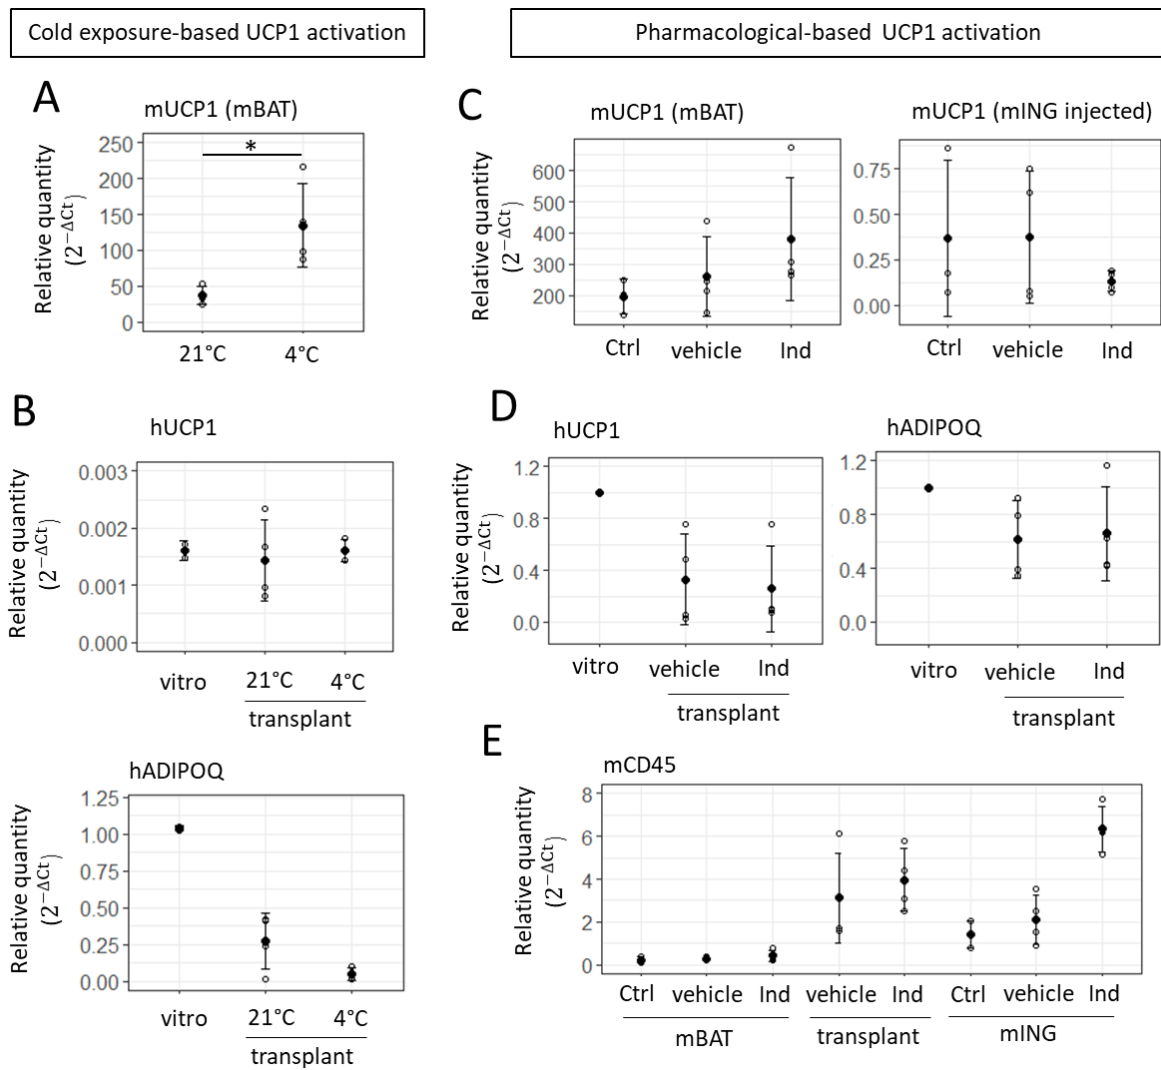 Cold exposure-based UCP1 activation
Pharmacological-based UCP1 activation
A
mUCP1 (mBAT)
Relative quantity
(2^−ΔCt)
250
200
150
100
50
0
*
21°C
4°C
C
mUCP1 (mBAT)
Relative quantity
(2^−ΔCt)
600
500
400
300
200
Ctrl
vehicle
Ind
mUCP1 (mING injected)
0.75
0.50
0.25
0.00
Ctrl
vehicle
Ind
B
hUCP1
Relative quantity
(2^−ΔCt)
0.003
0.002
0.001
0.000
vitro
21°C
4°C
transplant
hADIPOQ
Relative quantity
(2^−ΔCt)
1.25
1.00
0.75
0.50
0.25
0.00
vitro
21°C
4°C
transplant
D
hUCP1
Relative quantity
(2^−ΔCt)
1.2
0.8
0.4
0.0
vitro
vehicle
Ind
transplant
hADIPOQ
1.2
0.8
0.4
0.0
vitro
vehicle
Ind
transplant
E
mCD45
Relative quantity
(2^−ΔCt)
8
6
4
2
0
Ctrl
vehicle
Ind
vehicle
Ind
Ctrl
vehicle
Ind
mBAT
transplant
mING